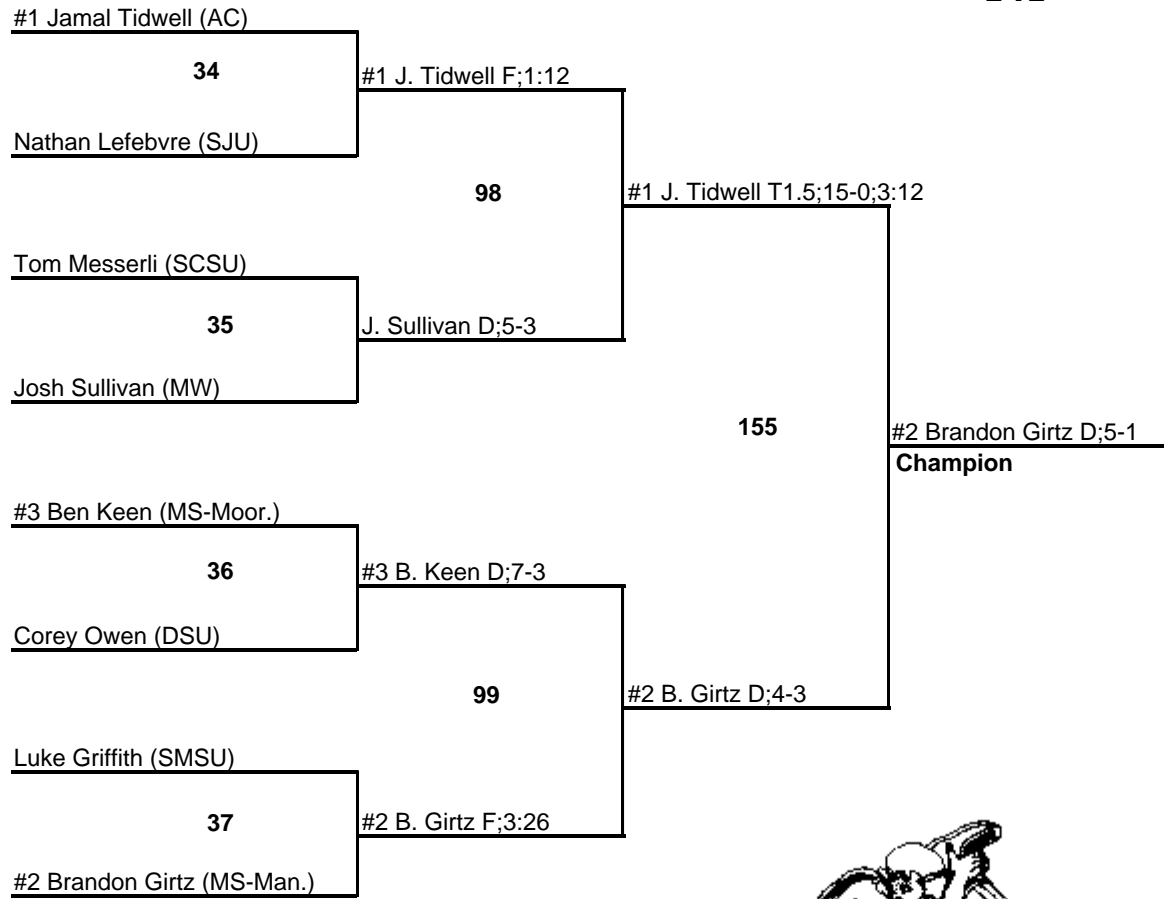 #1 Jamal Tidwell (AC)
34
#1 J. Tidwell F;1:12
Nathan Lefebvre (SJU)
98
#1 J. Tidwell T1.5;15-0;3:12
Tom Messerli (SCSU)
35
J. Sullivan D;5-3
Josh Sullivan (MW)
155
#2 Brandon Girtz D;5-1
Champion
#3 Ben Keen (MS-Moor.)
36
#3 B. Keen D;7-3
Corey Owen (DSU)
99
#2 B. Girtz D;4-3
Luke Griffith (SMSU)
37
#2 B. Girtz F;3:26
#2 Brandon Girtz (MS-Man.)